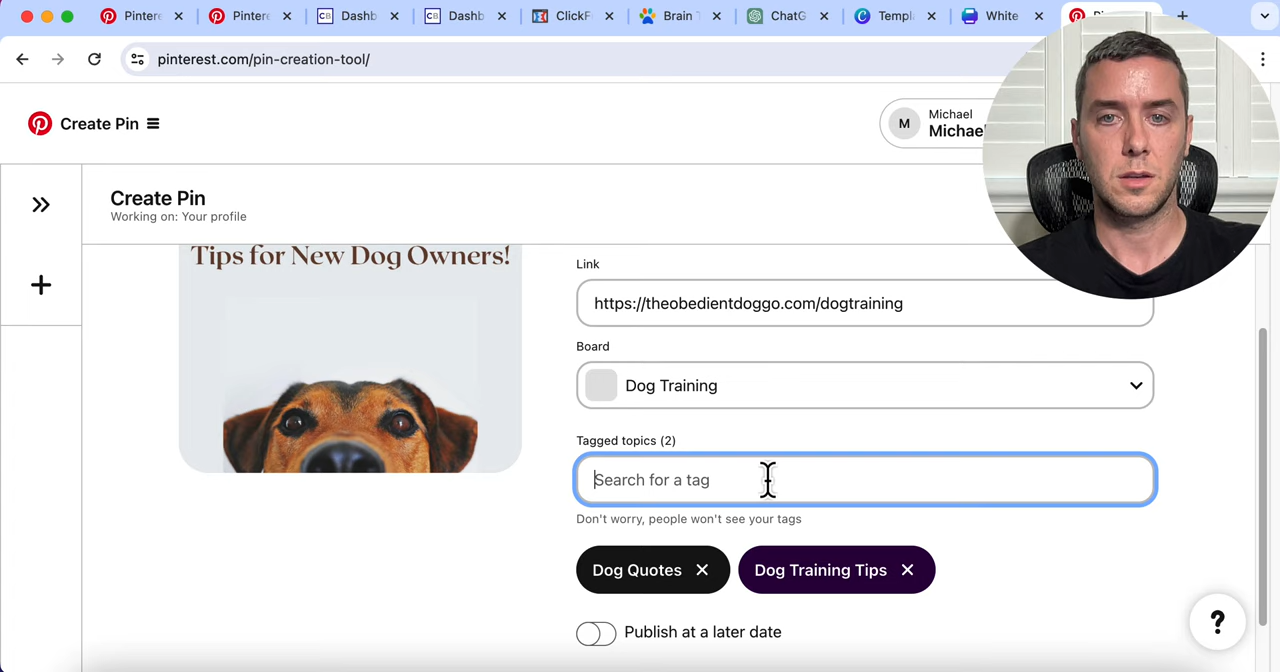 Pintere
Pintere
Dashb
Dashb
ClickF
Brain
ChatG
Templ
White
pinterest.com/pin-creation-tool/
Create Pin
M
Michael
Michae
Create Pin
Working on: Your profile
Tips for New Dog Owners!
Link
https://theobedientdoggo.com/dogtraining
Board
Dog Training
Tagged topics (2)
Search for a tag
Don't worry, people won't see your tags
Dog Quotes
Dog Training Tips
Publish at a later date
?